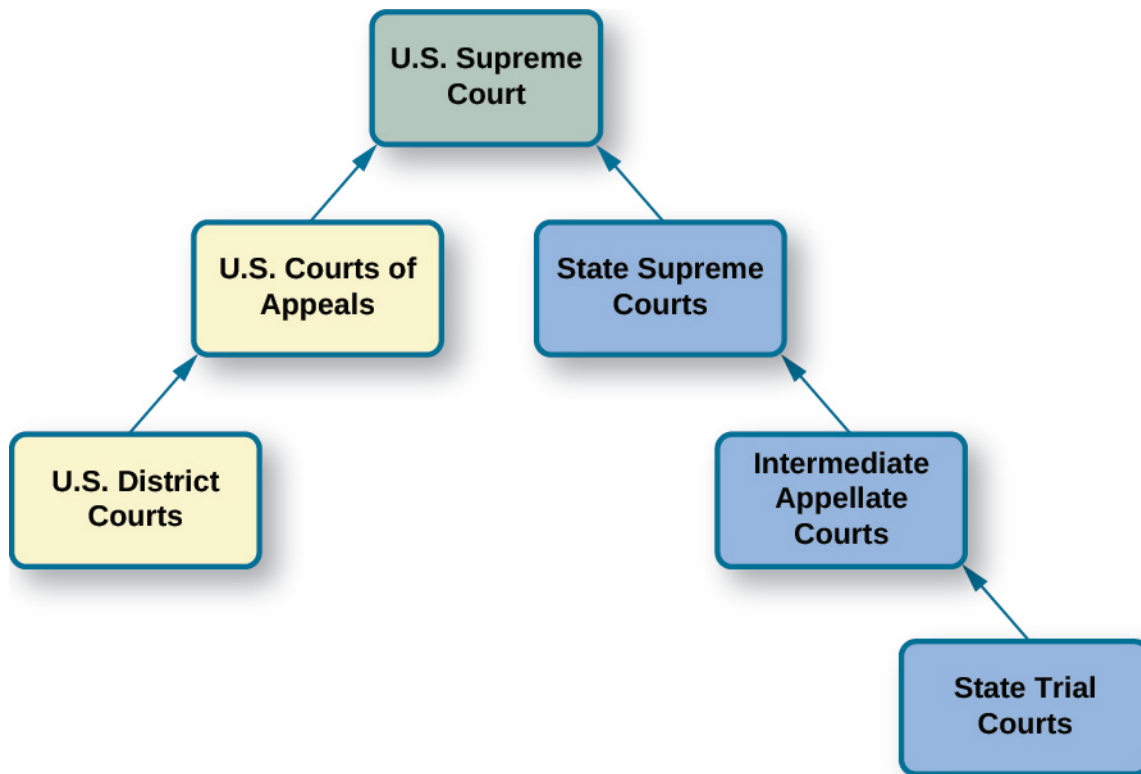 U.S. Supreme
Court
U.S. Courts of
Appeals
State Supreme
Courts
U.S. District
Courts
Intermediate
Appellate
Courts
State Trial
Courts